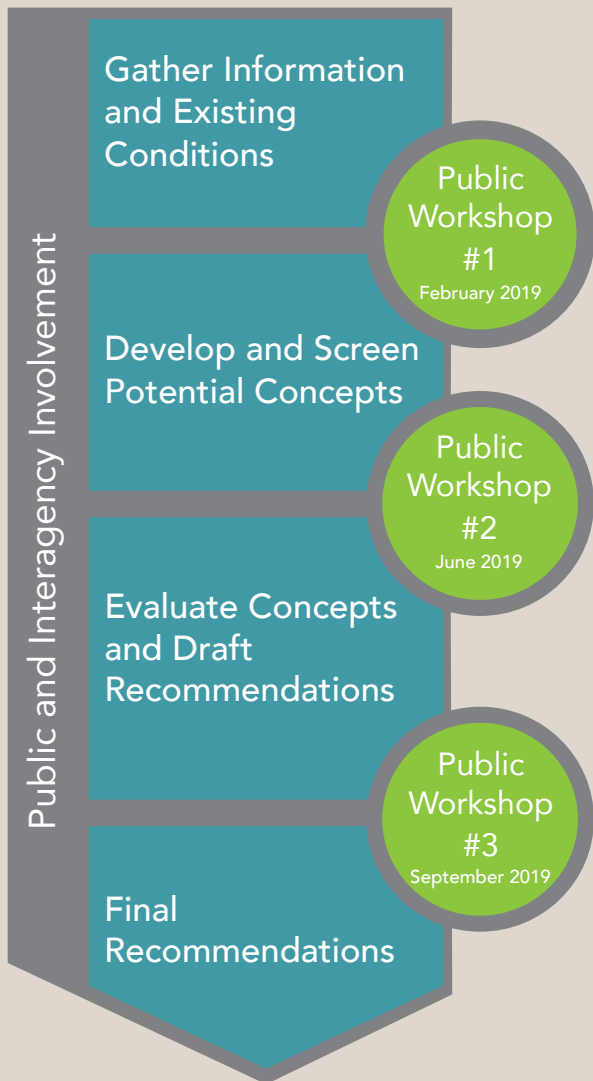 Public and Interagency Involvement
Gather Information
and Existing
Conditions
Public
Workshop
#1
February 2019
Develop and Screen
Potential Concepts
Public
Workshop
#2
June 2019
Evaluate Concepts
and Draft
Recommendations
Public
Workshop
#3
September 2019
Final
Recommendations